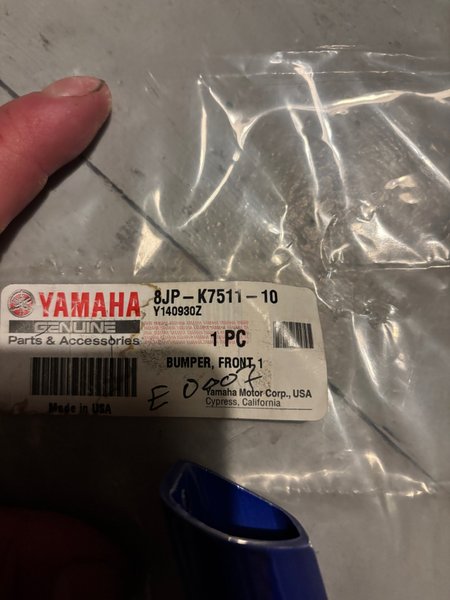 8JP-K7511-10
YAMAHA
Y140930Z
GENUINE
Parts & Accessories
1 PC
BUMPER, FRONT 1
Yamaha Motor Corp., USA
Cypress, California
Made in USA